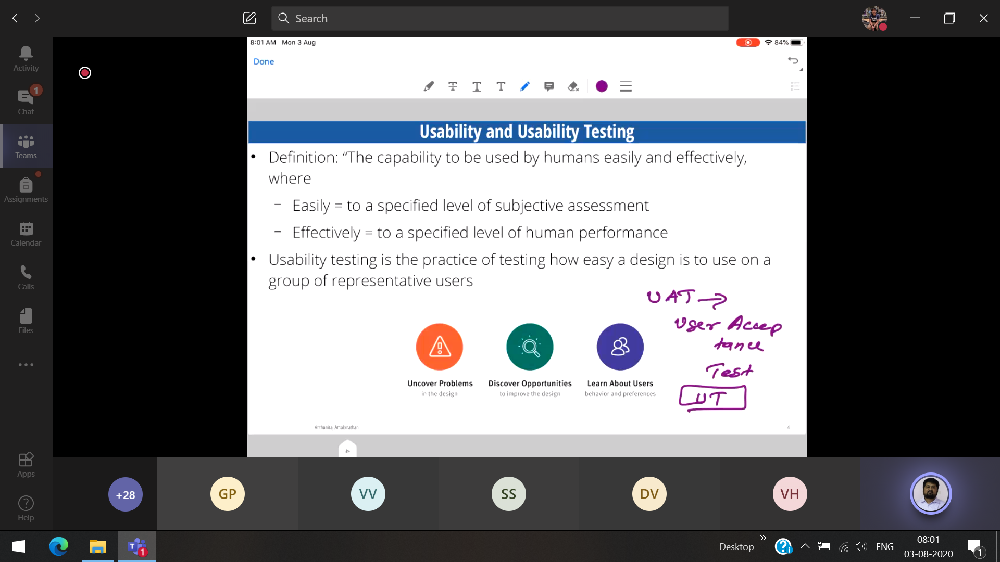 Search
Activity
1
Chat
Teams
Assignments
Calendar
Calls
Files
Apps
Help
8:01 AM Mon 3 Aug
84%
Done
Usability and Usability Testing
• Definition: “The capability to be used by humans easily and effectively,
where
– Easily = to a specified level of subjective assessment
– Effectively = to a specified level of human performance
• Usability testing is the practice of testing how easy a design is to use on a
group of representative users
UAT →
User Accep
tance
Test
UT
Uncover Problems
in the design
Discover Opportunities
to improve the design
Learn About Users
behavior and preferences
Anthoniraj Amalanathan
4
4
+28
GP
VV
SS
DV
VH
T
1
Desktop
ENG
08:01
03-08-2020
1